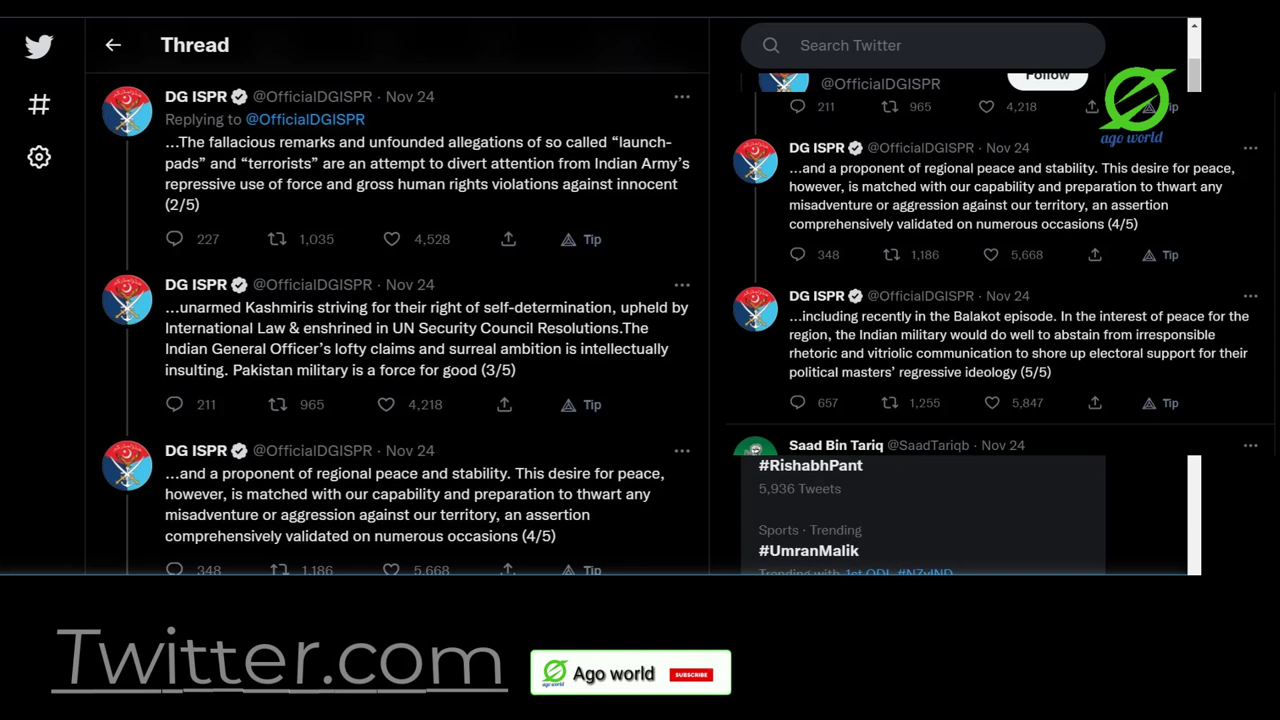 Thread
DG ISPR @OfficialDGISPR · Nov 24
Replying to @OfficialDGISPR
...The fallacious remarks and unfounded allegations of so called “launch-
pads” and “terrorists” are an attempt to divert attention from Indian Army’s
repressive use of force and gross human rights violations against innocent
(2/5)
227 1,035 4,528 Tip
DG ISPR @OfficialDGISPR · Nov 24
...unarmed Kashmiris striving for their right of self-determination, upheld by
International Law & enshrined in UN Security Council Resolutions.The
Indian General Officer’s lofty claims and surreal ambition is intellectually
insulting. Pakistan military is a force for good (3/5)
211 965 4,218 Tip
DG ISPR @OfficialDGISPR · Nov 24
...and a proponent of regional peace and stability. This desire for peace,
however, is matched with our capability and preparation to thwart any
misadventure or aggression against our territory, an assertion
comprehensively validated on numerous occasions (4/5)
348 1,186 5,668 Tip
Search Twitter
@OfficialDGISPR Follow
211 965 4,218 Tip
ago world
DG ISPR @OfficialDGISPR · Nov 24
...and a proponent of regional peace and stability. This desire for peace,
however, is matched with our capability and preparation to thwart any
misadventure or aggression against our territory, an assertion
comprehensively validated on numerous occasions (4/5)
348 1,186 5,668 Tip
DG ISPR @OfficialDGISPR · Nov 24
...including recently in the Balakot episode. In the interest of peace for the
region, the Indian military would do well to abstain from irresponsible
rhetoric and vitriolic communication to shore up electoral support for their
political masters’ regressive ideology (5/5)
657 1,255 5,847 Tip
Saad Bin Tariq @SaadTariqb · Nov 24
#RishabhPant
5,936 Tweets
Sports · Trending
#UmranMalik
Trending with 1st ODI, #NZvIND
Twitter.com
ago world
Ago world
SUBSCRIBE